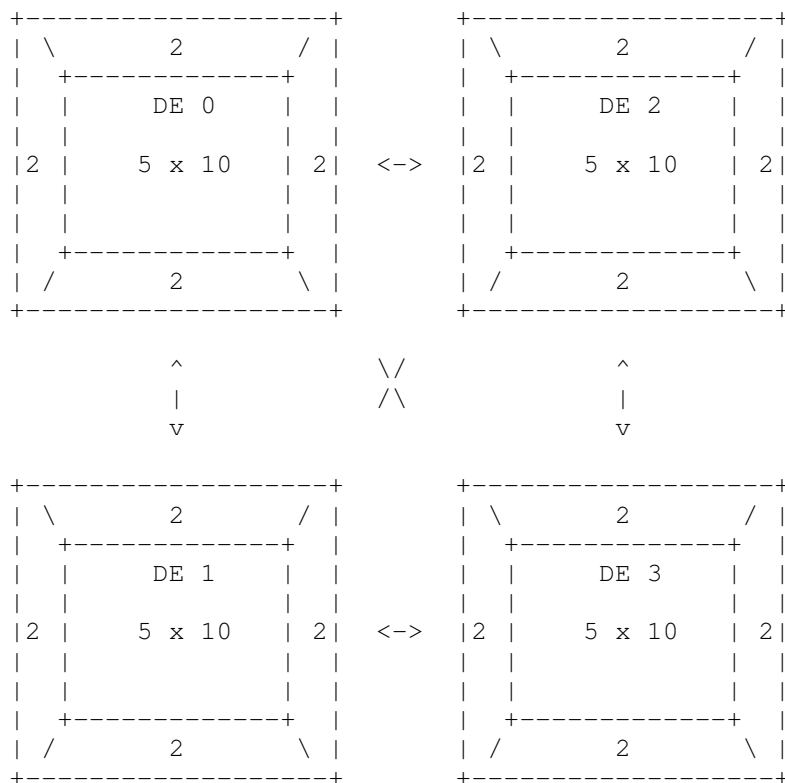 +--------------------+       +--------------------+
|  \       2       /  |       |  \       2       /  |
|   +--------------+  |       |   +--------------+  |
|   |     DE 0     |  |       |   |     DE 2     |  |
|   |              |  |       |   |              |  |
|2  |    5 x 10    | 2|  <->  |2  |    5 x 10    | 2|
|   |              |  |       |   |              |  |
|   |              |  |       |   |              |  |
|   +--------------+  |       |   +--------------+  |
|  /       2       \  |       |  /       2       \  |
+--------------------+       +--------------------+
          ^            \/             ^
          |            /\             |
          v                           v
+--------------------+       +--------------------+
|  \       2       /  |       |  \       2       /  |
|   +--------------+  |       |   +--------------+  |
|   |     DE 1     |  |       |   |     DE 3     |  |
|   |              |  |       |   |              |  |
|2  |    5 x 10    | 2|  <->  |2  |    5 x 10    | 2|
|   |              |  |       |   |              |  |
|   |              |  |       |   |              |  |
|   +--------------+  |       |   +--------------+  |
|  /       2       \  |       |  /       2       \  |
+--------------------+       +--------------------+